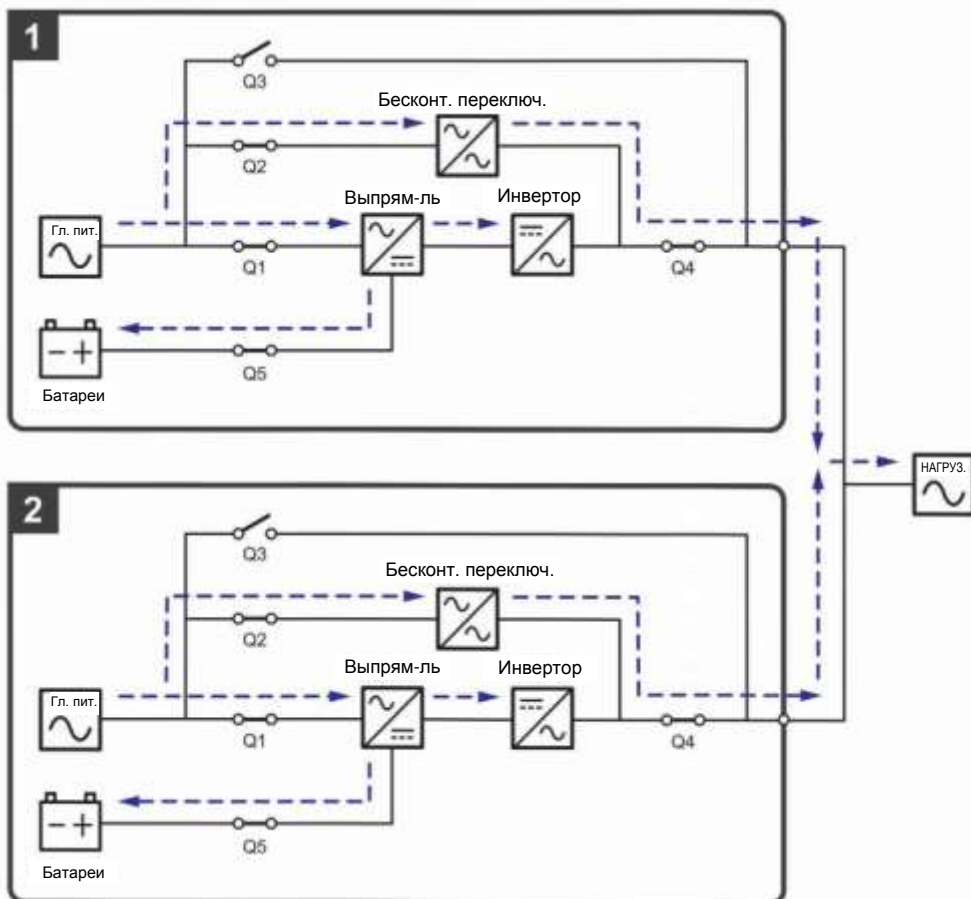 1
Q3
Бесконт. переключ.
Q2
Выпрям-ль
Инвертор
Гл. пит.
Q1
Q4
Q5
Батареи
НАГРУЗ.
2
Q3
Бесконт. переключ.
Q2
Выпрям-ль
Инвертор
Гл. пит.
Q1
Q4
Q5
Батареи